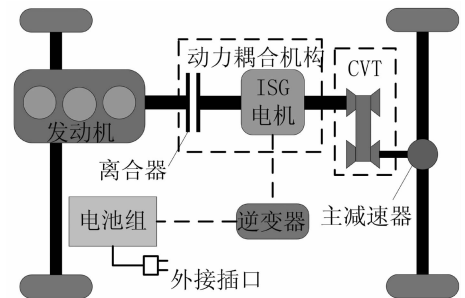 动力耦合机构
CVT
ISG
电机
发动机
离合器
主减速器
电池组
逆变器
外接插口